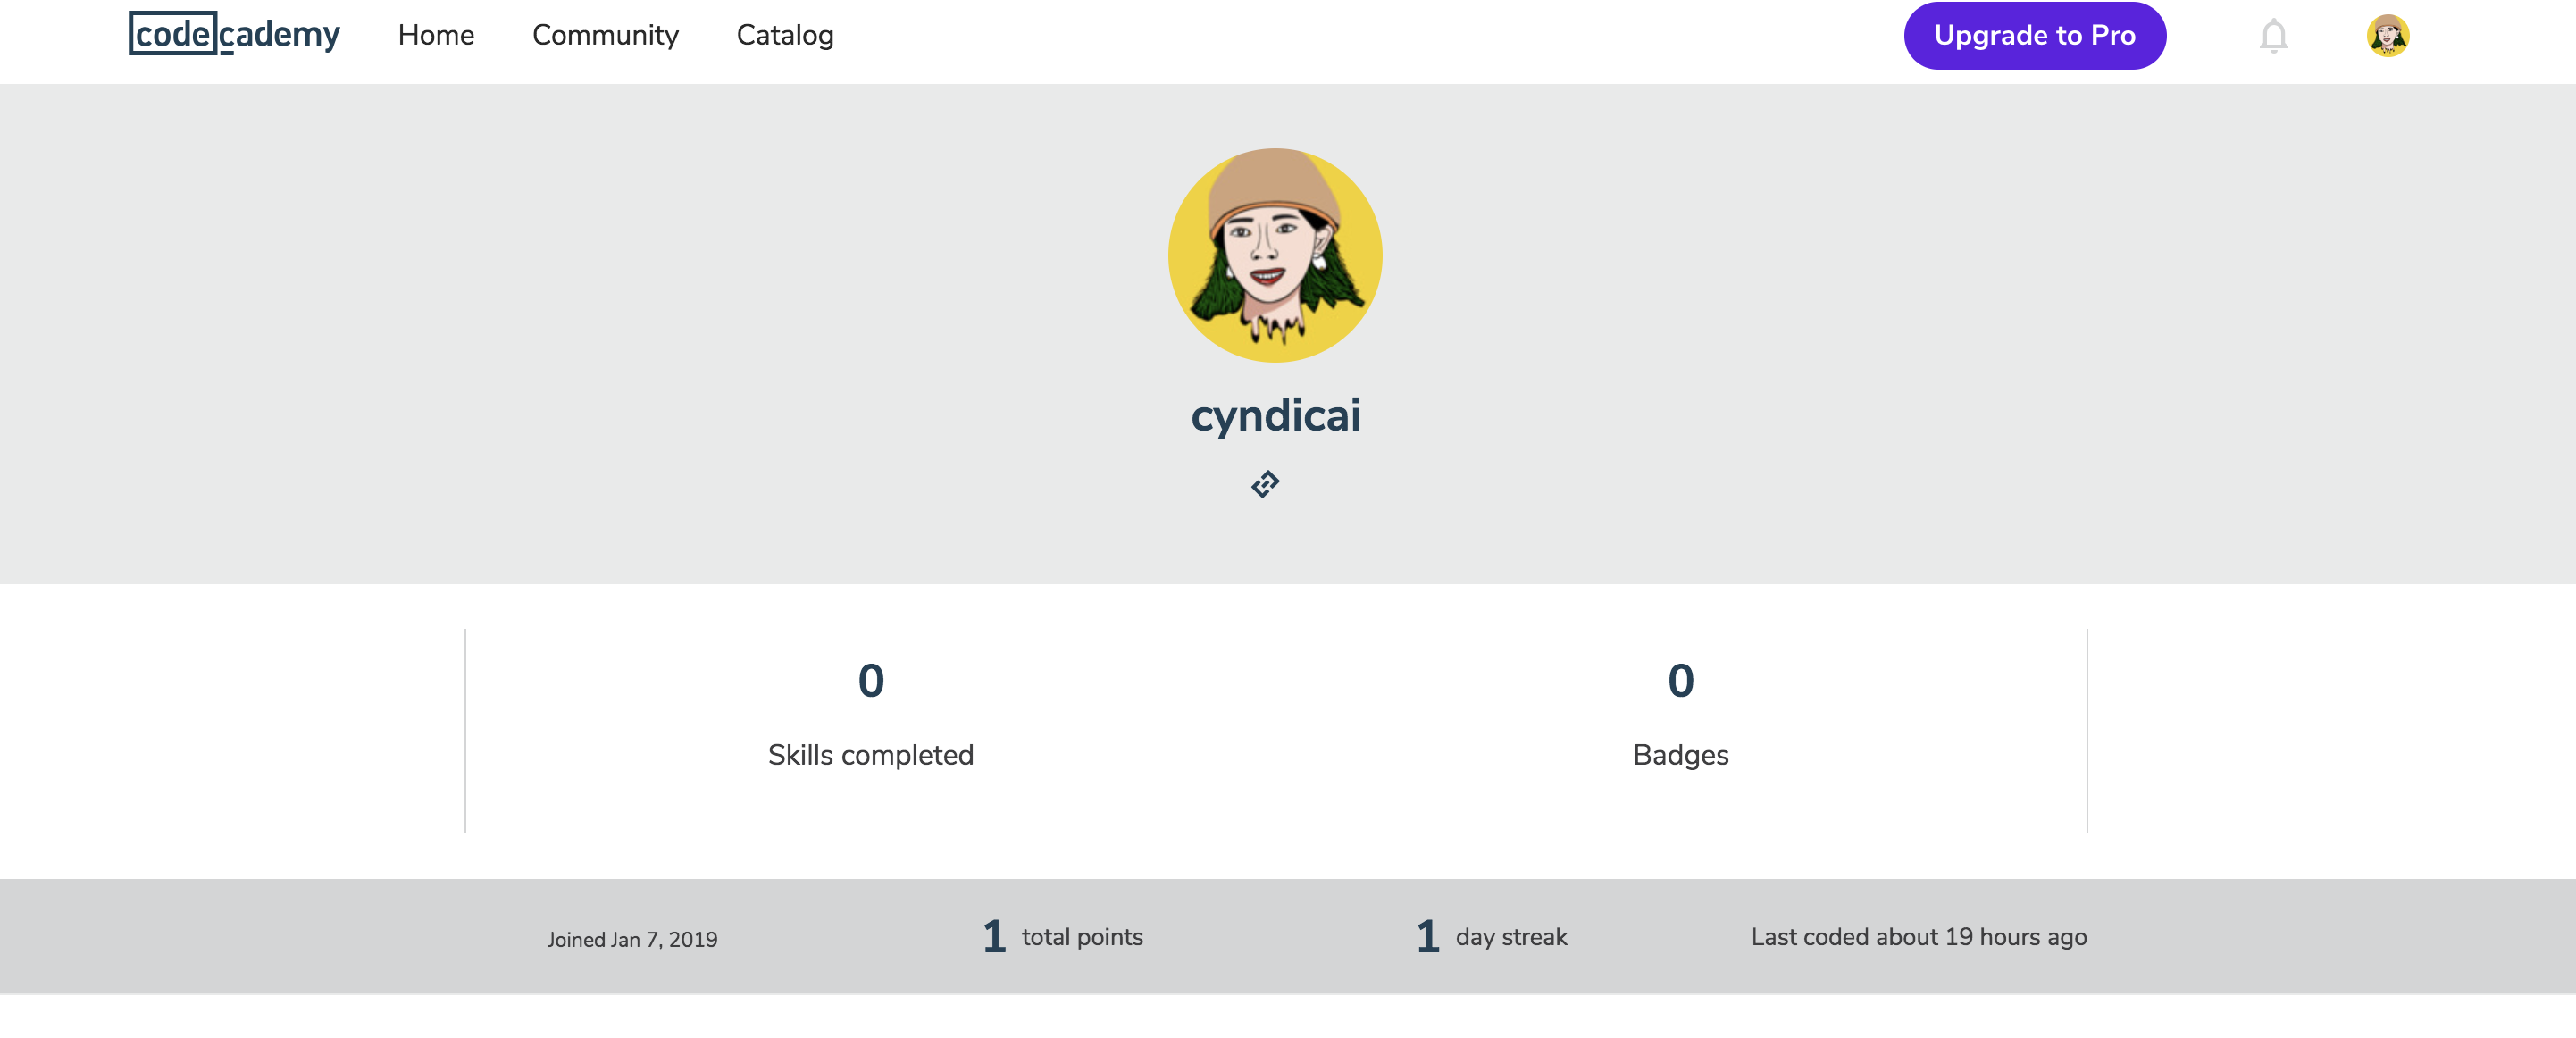 codecademy Home Community Catalog Upgrade to Pro
cyndicai
0 0
Skills completed Badges
Joined Jan 7, 2019 1 total points 1 day streak Last coded about 19 hours ago